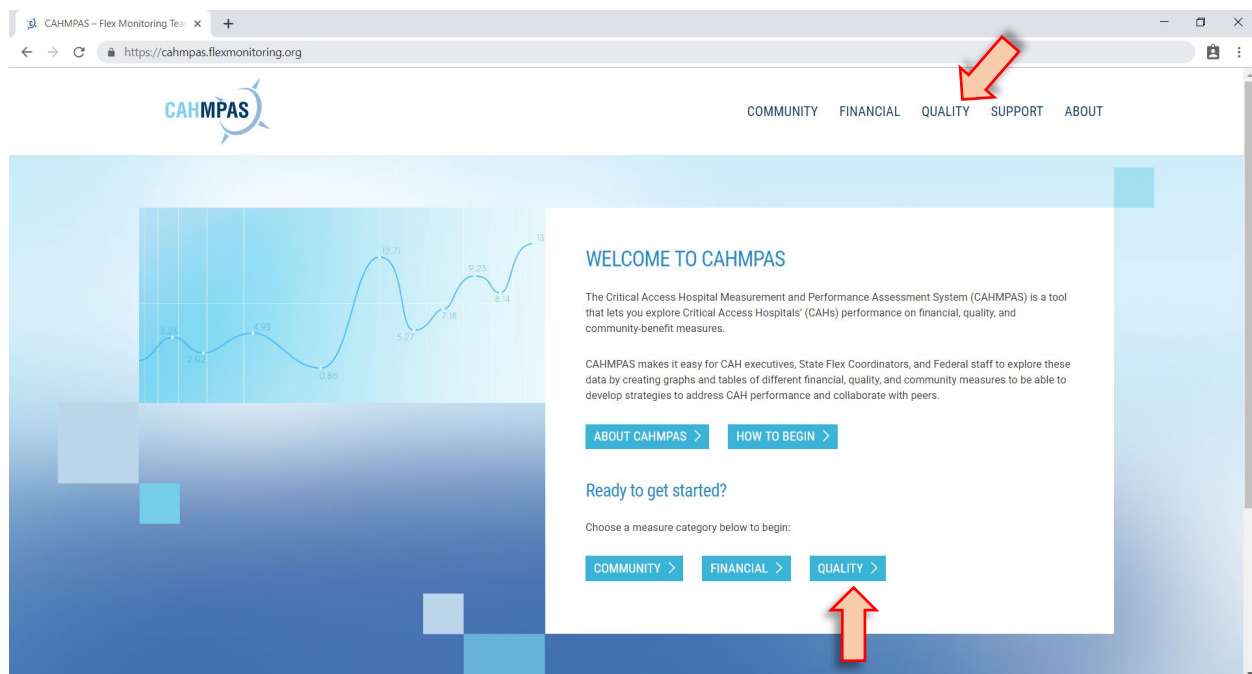 CAHMPAS – Flex Monitoring Tea
https://cahmpas.flexmonitoring.org
CAHMPAS
COMMUNITY FINANCIAL QUALITY SUPPORT ABOUT
3.23
2.02
4.93
0.86
12.71
5.27
7.18
9.23
8.14
13
WELCOME TO CAHMPAS
The Critical Access Hospital Measurement and Performance Assessment System (CAHMPAS) is a tool
that lets you explore Critical Access Hospitals' (CAHs) performance on financial, quality, and
community-benefit measures.
CAHMPAS makes it easy for CAH executives, State Flex Coordinators, and Federal staff to explore these
data by creating graphs and tables of different financial, quality, and community measures to be able to
develop strategies to address CAH performance and collaborate with peers.
ABOUT CAHMPAS HOW TO BEGIN
Ready to get started?
Choose a measure category below to begin:
COMMUNITY FINANCIAL QUALITY